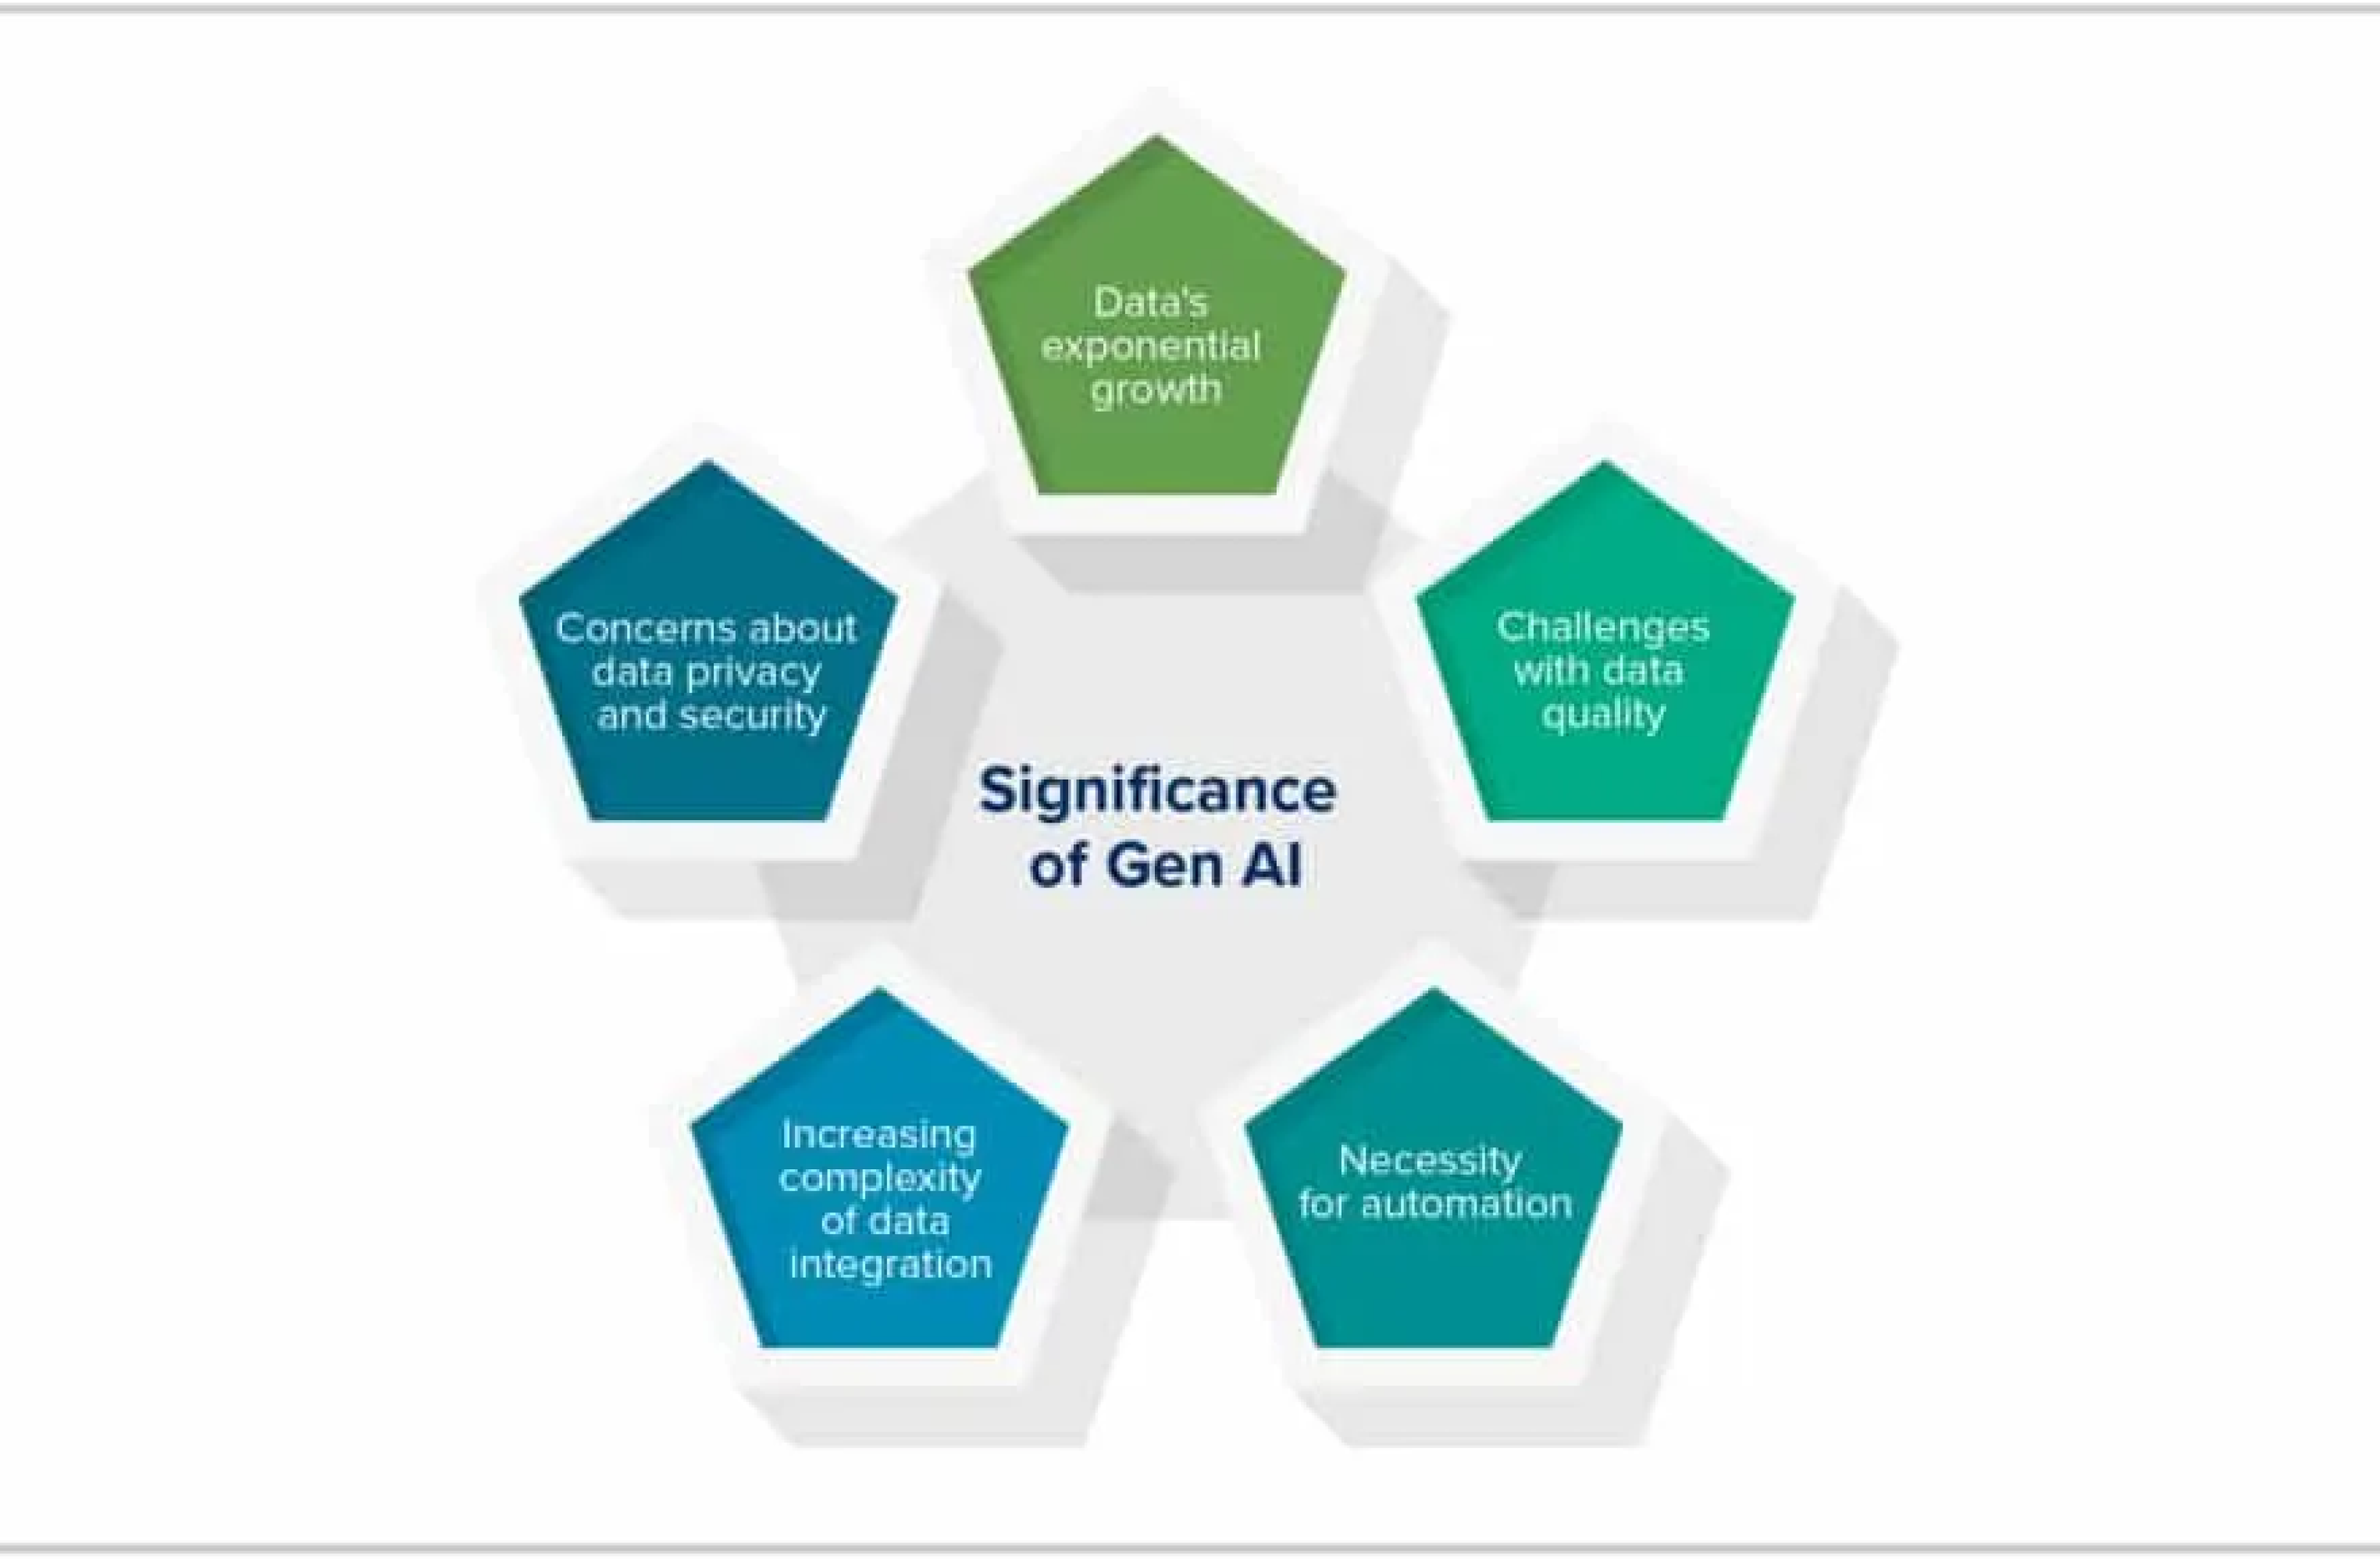 Data's
exponential
growth
Concerns about
data privacy
and security
Challenges
with data
quality
Significance
of Gen AI
Increasing
complexity
of data
integration
Necessity
for automation